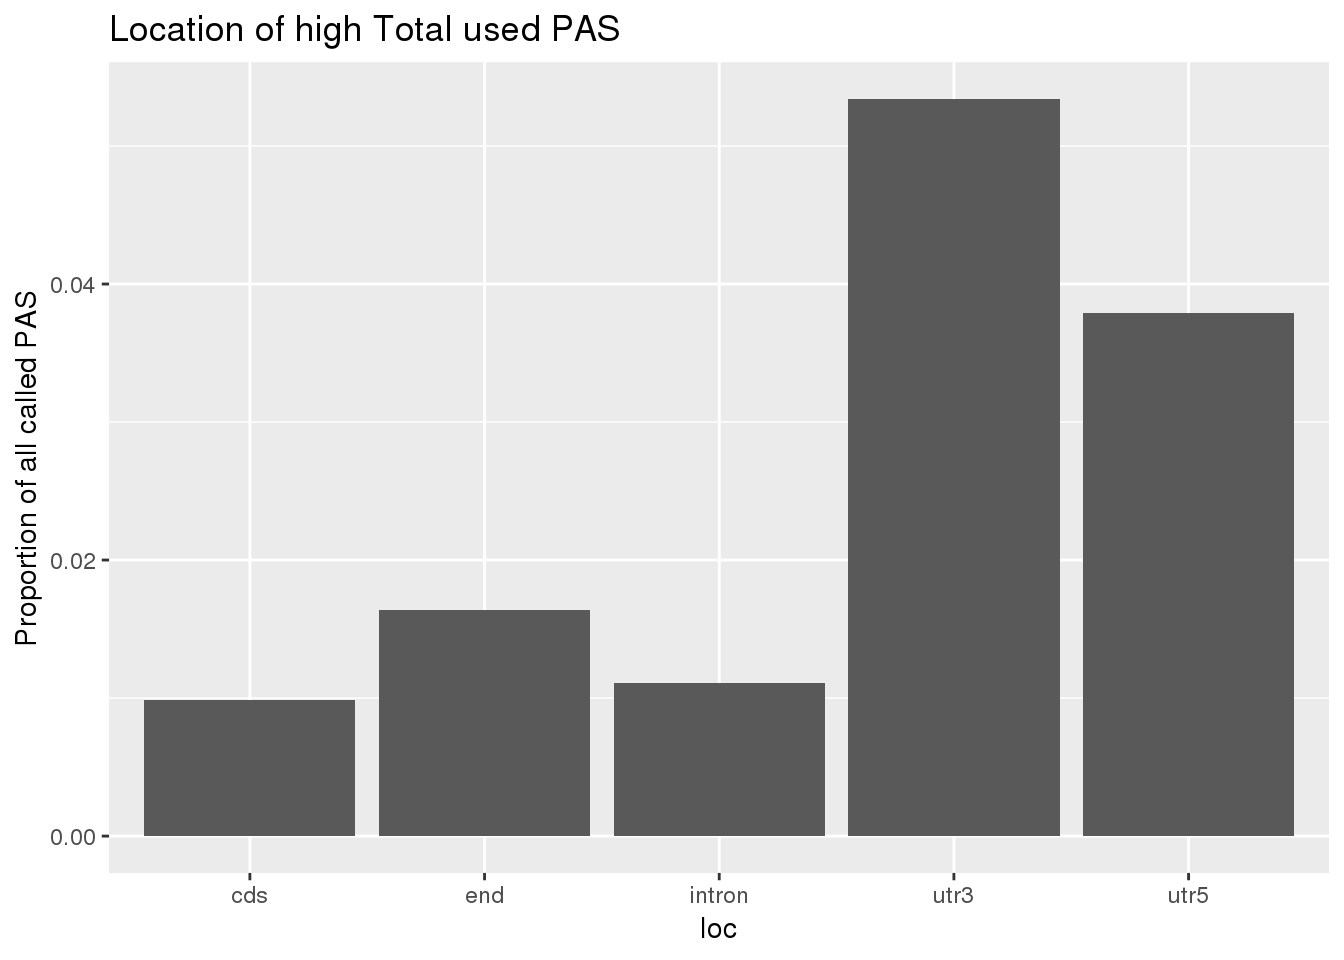 Location of high Total used PAS
Proportion of all called PAS
0.04
0.02
0.00
cds
end
intron
utr3
utr5
loc